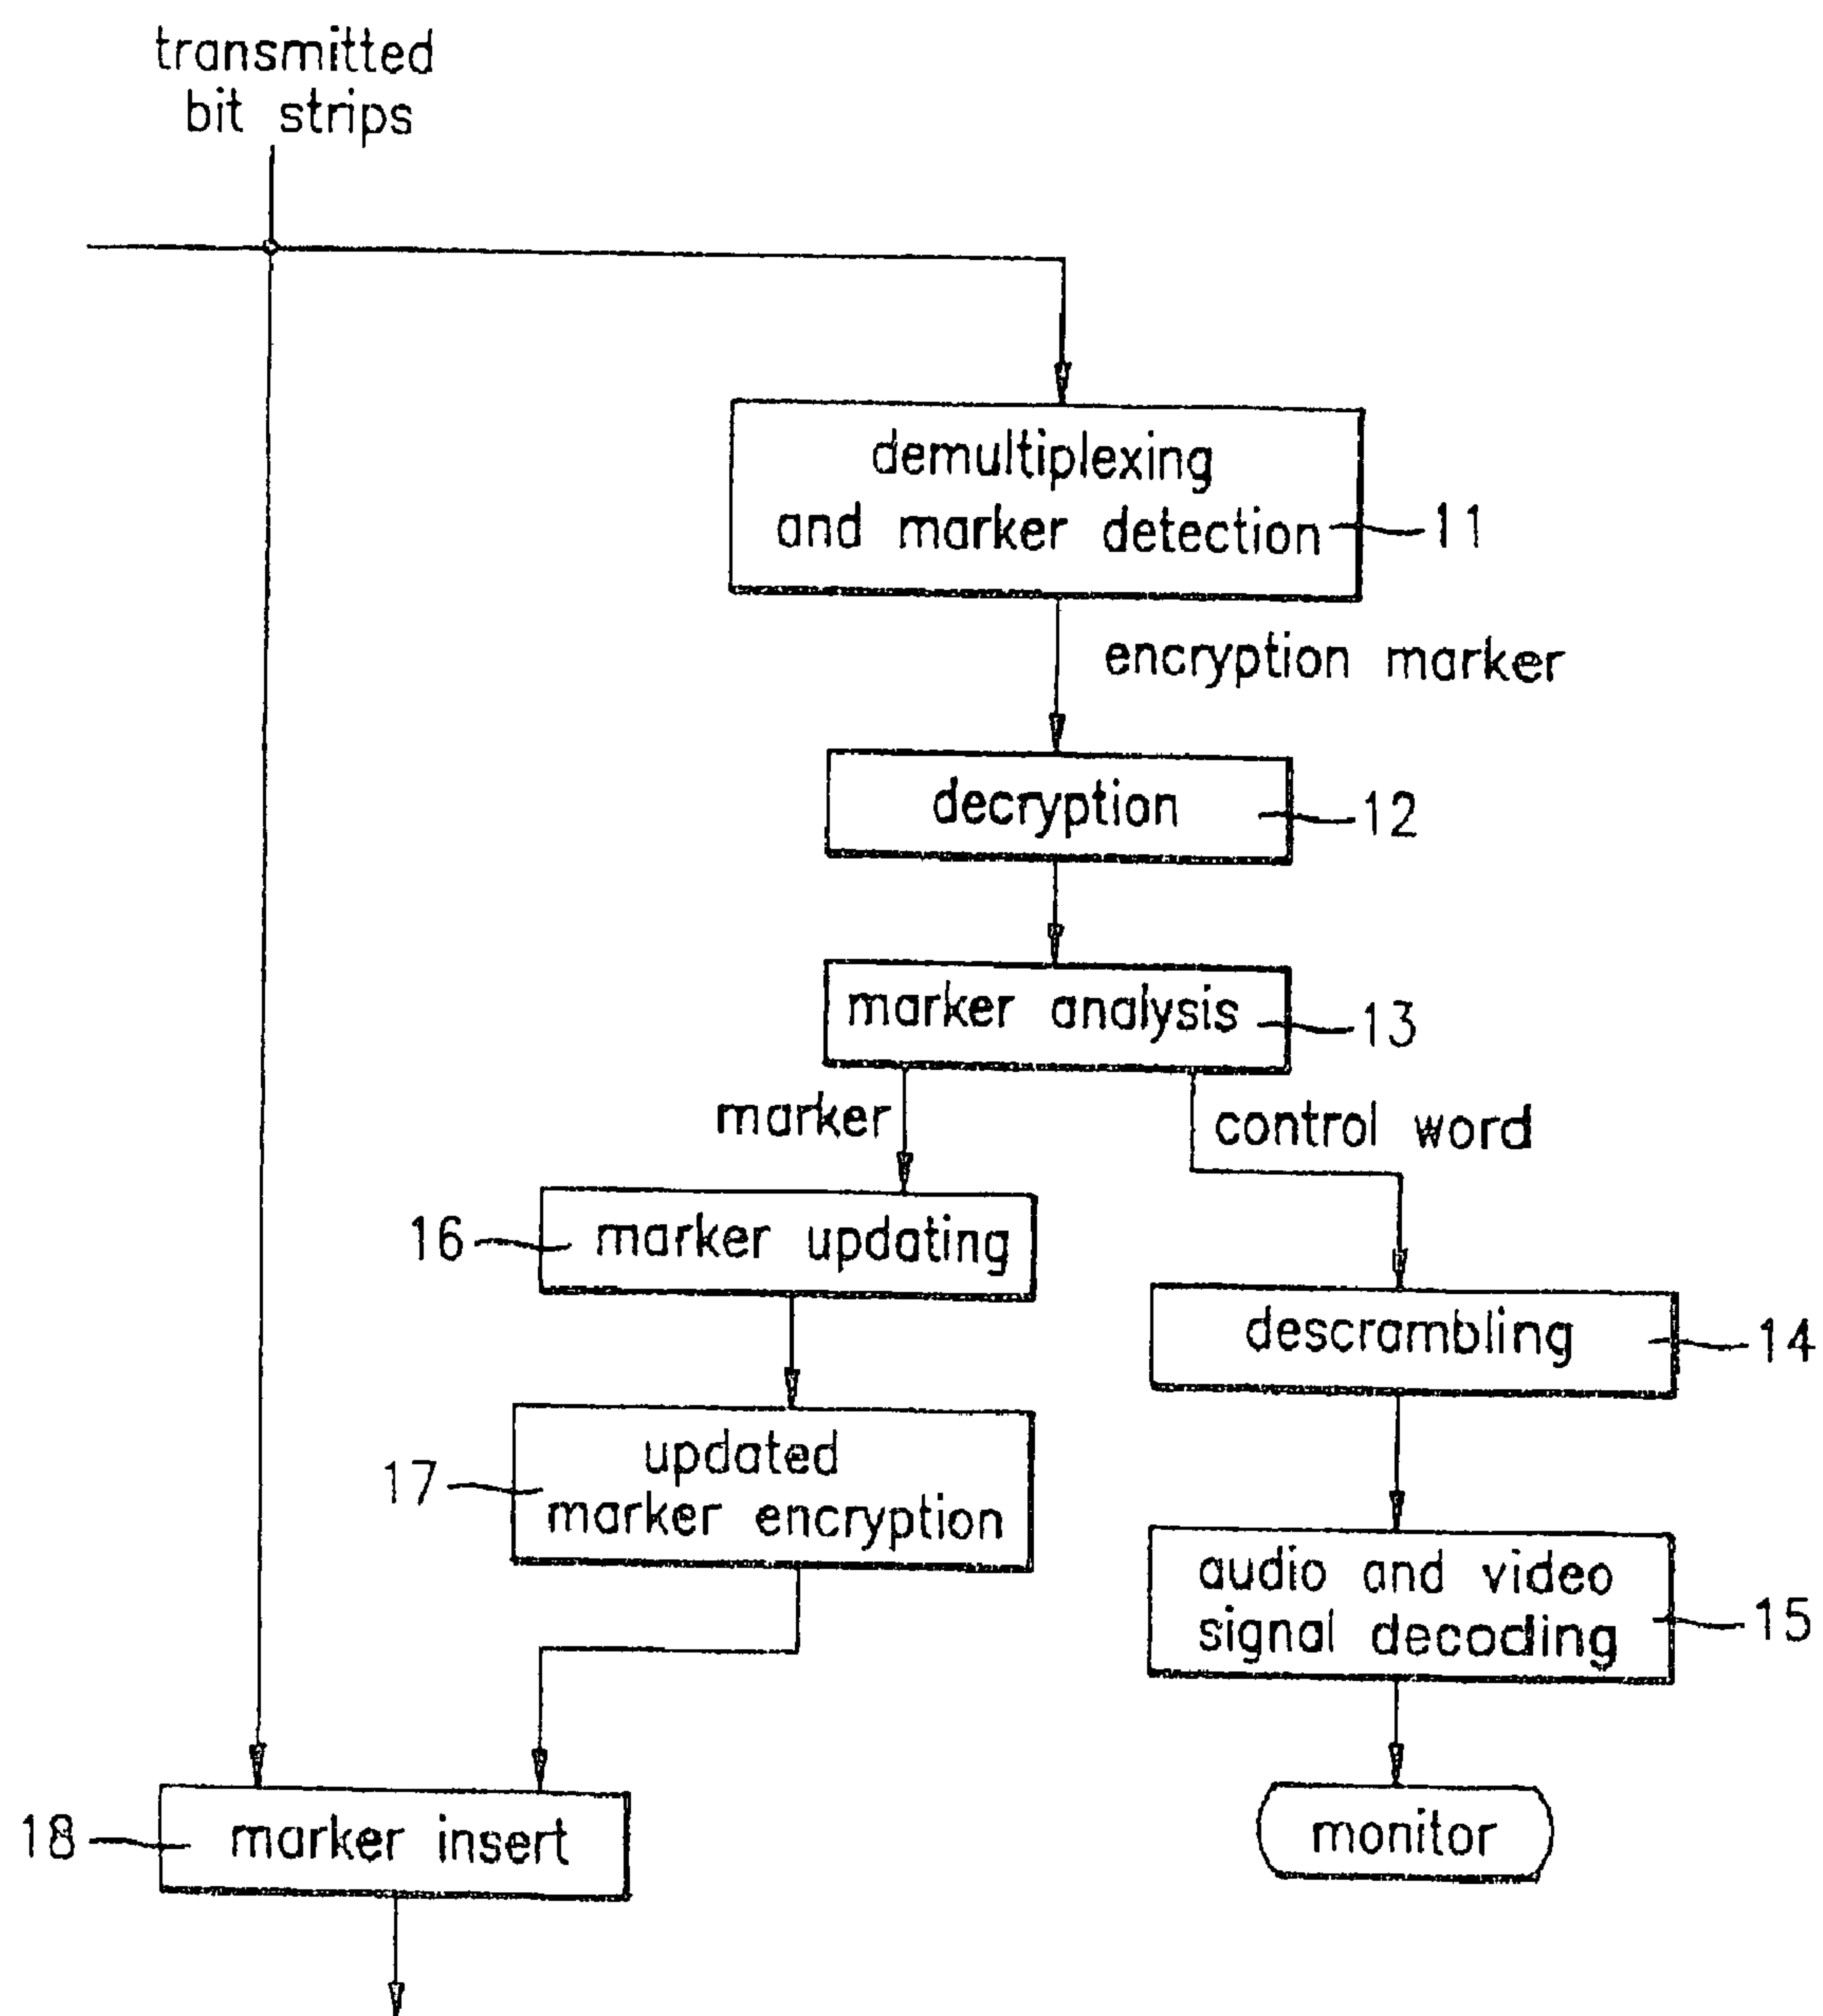 transmitted
bit strips
demultiplexing
and marker detection
11
encryption marker
decryption
12
marker analysis
13
marker
control word
16
marker updating
descrambling
14
17
updated
marker encryption
audio and video
signal decoding
15
18
marker insert
monitor